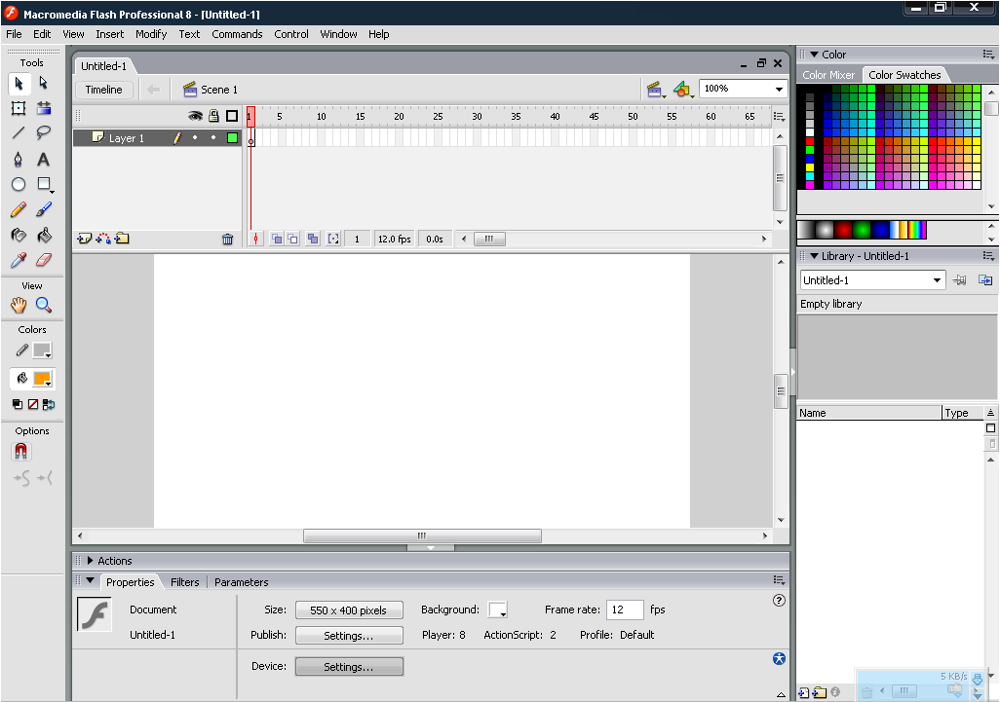 Macromedia Flash Professional 8 - [Untitled-1]
File Edit View Insert Modify Text Commands Control Window Help
Tools
View
Colors
Options
Untitled-1
Timeline
Scene 1
100%
1 5 10 15 20 25 30 35 40 45 50 55 60 65
Layer 1
1 12.0 fps 0.0s
Color
Color Mixer Color Swatches
Library - Untitled-1
Untitled-1
Empty library
Name Type
Actions
Properties Filters Parameters
Document
Untitled-1
Size: 550 x 400 pixels Background: Frame rate: 12 fps
Publish: Settings... Player: 8 ActionScript: 2 Profile: Default
Device: Settings...
5 KB/s